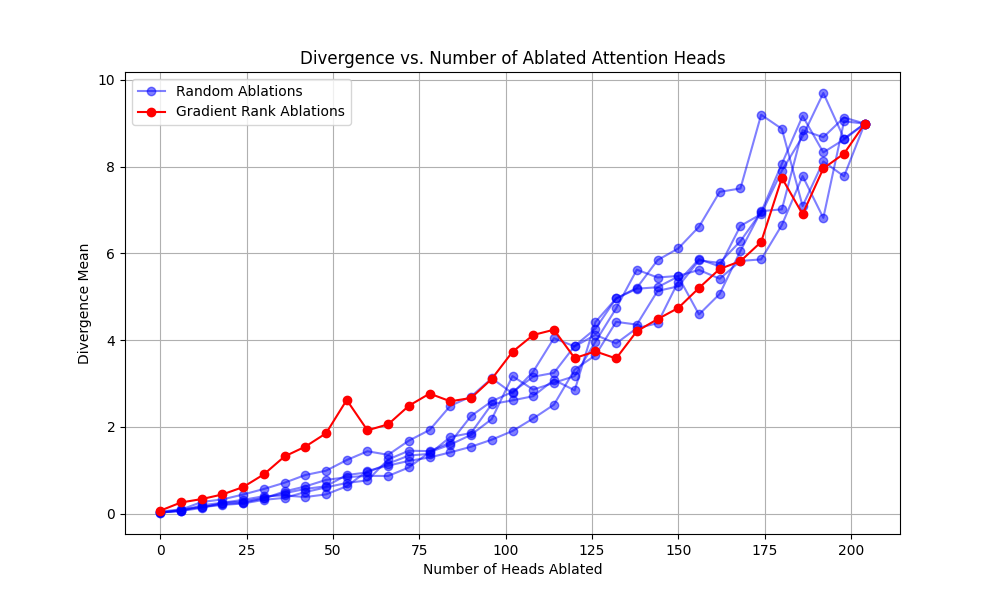 Divergence vs. Number of Ablated Attention Heads
Random Ablations
Gradient Rank Ablations
Divergence Mean
10
8
6
4
2
0
0 25 50 75 100 125 150 175 200
Number of Heads Ablated